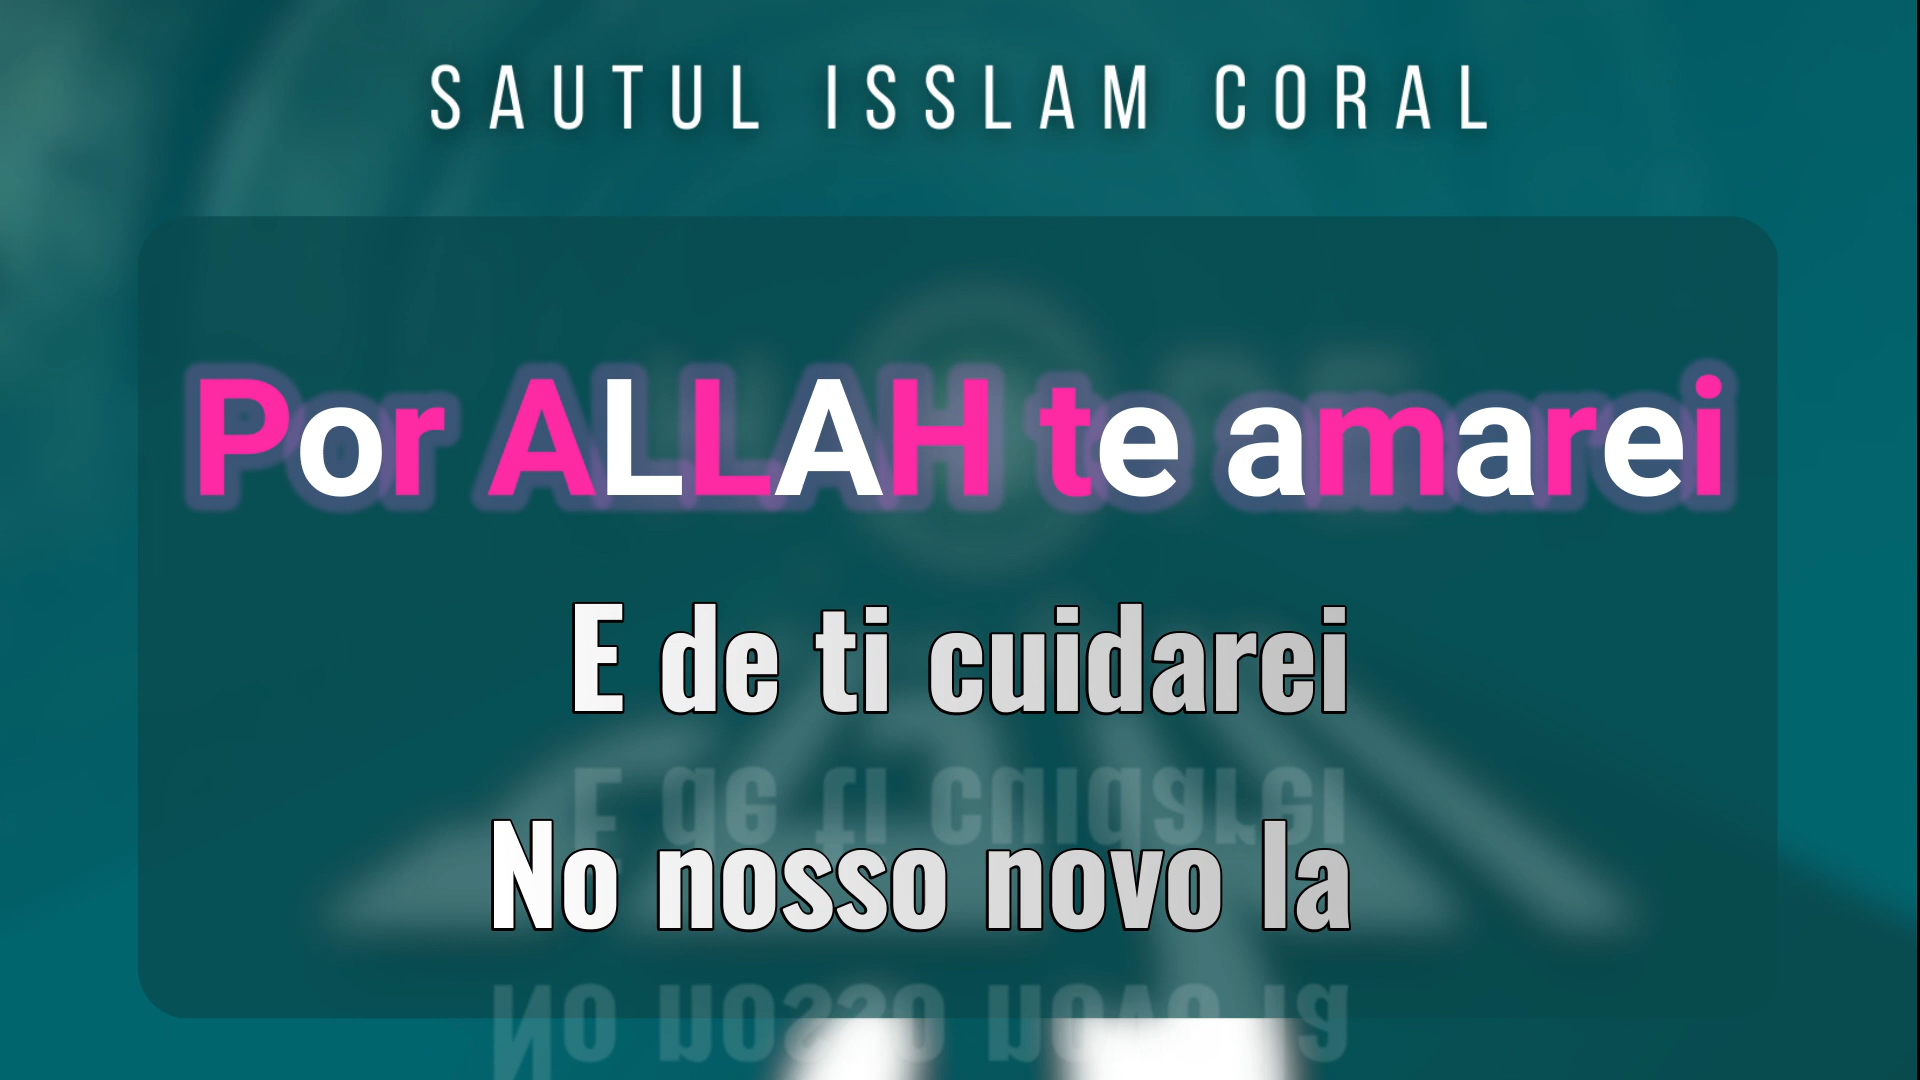 SAUTUL ISSLAM CORAL
Por ALLAH te amarei
E de ti cuidarei
No nosso novo la